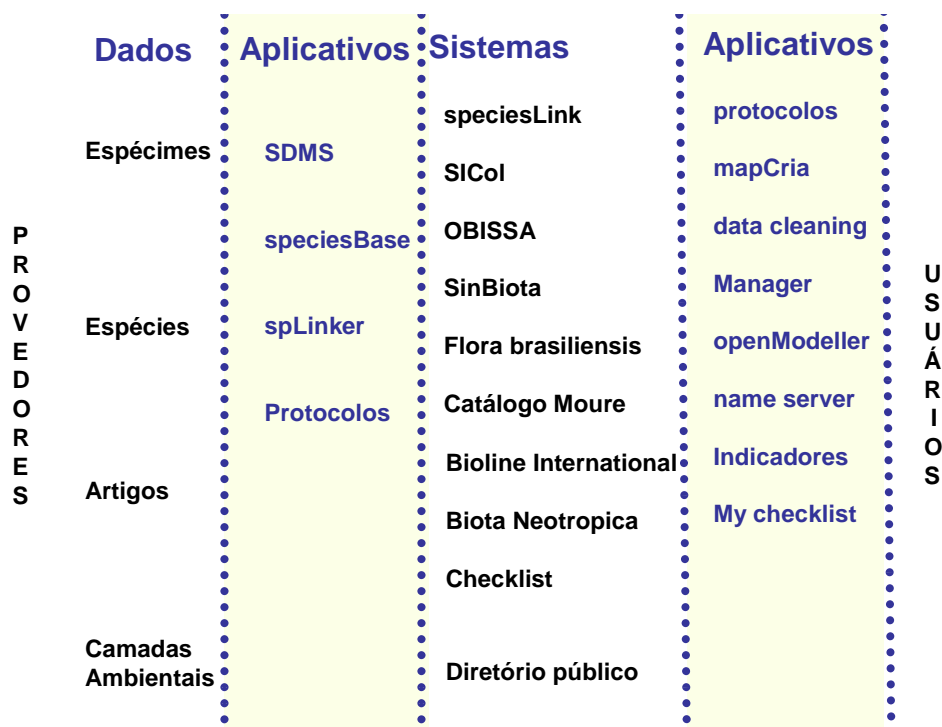 PROVEDORES
Dados
Espécimes
Espécies
Artigos
Camadas
Ambientais
Aplicativos
SDMS
speciesBase
spLinker
Protocolos
Sistemas
speciesLink
SICol
OBISSA
SinBiota
Flora brasiliensis
Catálogo Moure
Bioline International
Biota Neotropica
Checklist
Diretório público
Aplicativos
protocolos
mapCria
data cleaning
Manager
openModeller
name server
Indicadores
My checklist
USUÁRIOS